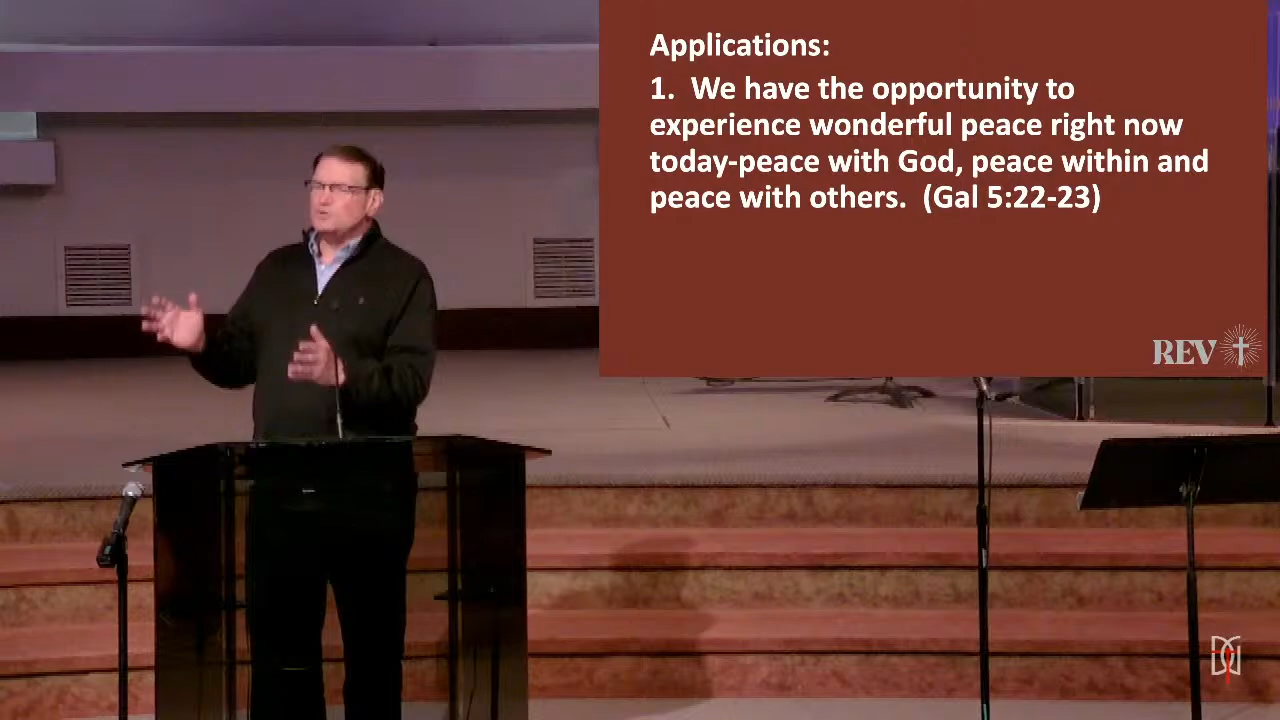 Applications:
1.  We have the opportunity to
experience wonderful peace right now
today-peace with God, peace within and
peace with others.  (Gal 5:22-23)
REV